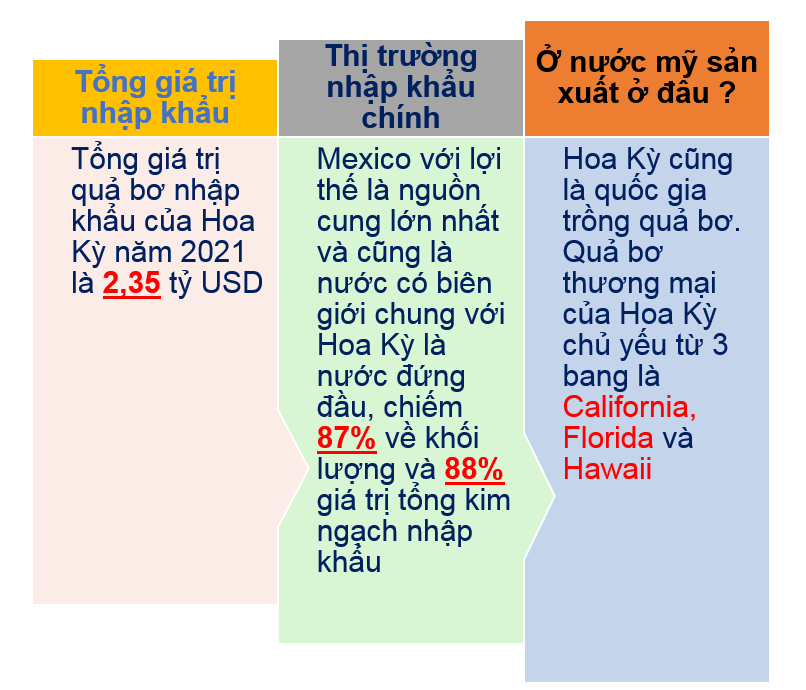 Tổng giá trị
nhập khẩu
Tổng giá trị
quả bơ nhập
khẩu của Hoa
Kỳ năm 2021
là 2,35 tỷ USD
Thị trường
nhập khẩu
chính
Mexico với lợi
thế là nguồn
cung lớn nhất
và cũng là
nước có biên
giới chung với
Hoa Kỳ là
nước đứng
đầu, chiếm
87% về khối
lượng và 88%
giá trị tổng kim
ngạch nhập
khẩu
Ở nước mỹ sản
xuất ở đâu ?
Hoa Kỳ cũng
là quốc gia
trồng quả bơ.
Quả bơ
thương mại
của Hoa Kỳ
chủ yếu từ 3
bang là
California,
Florida và
Hawaii